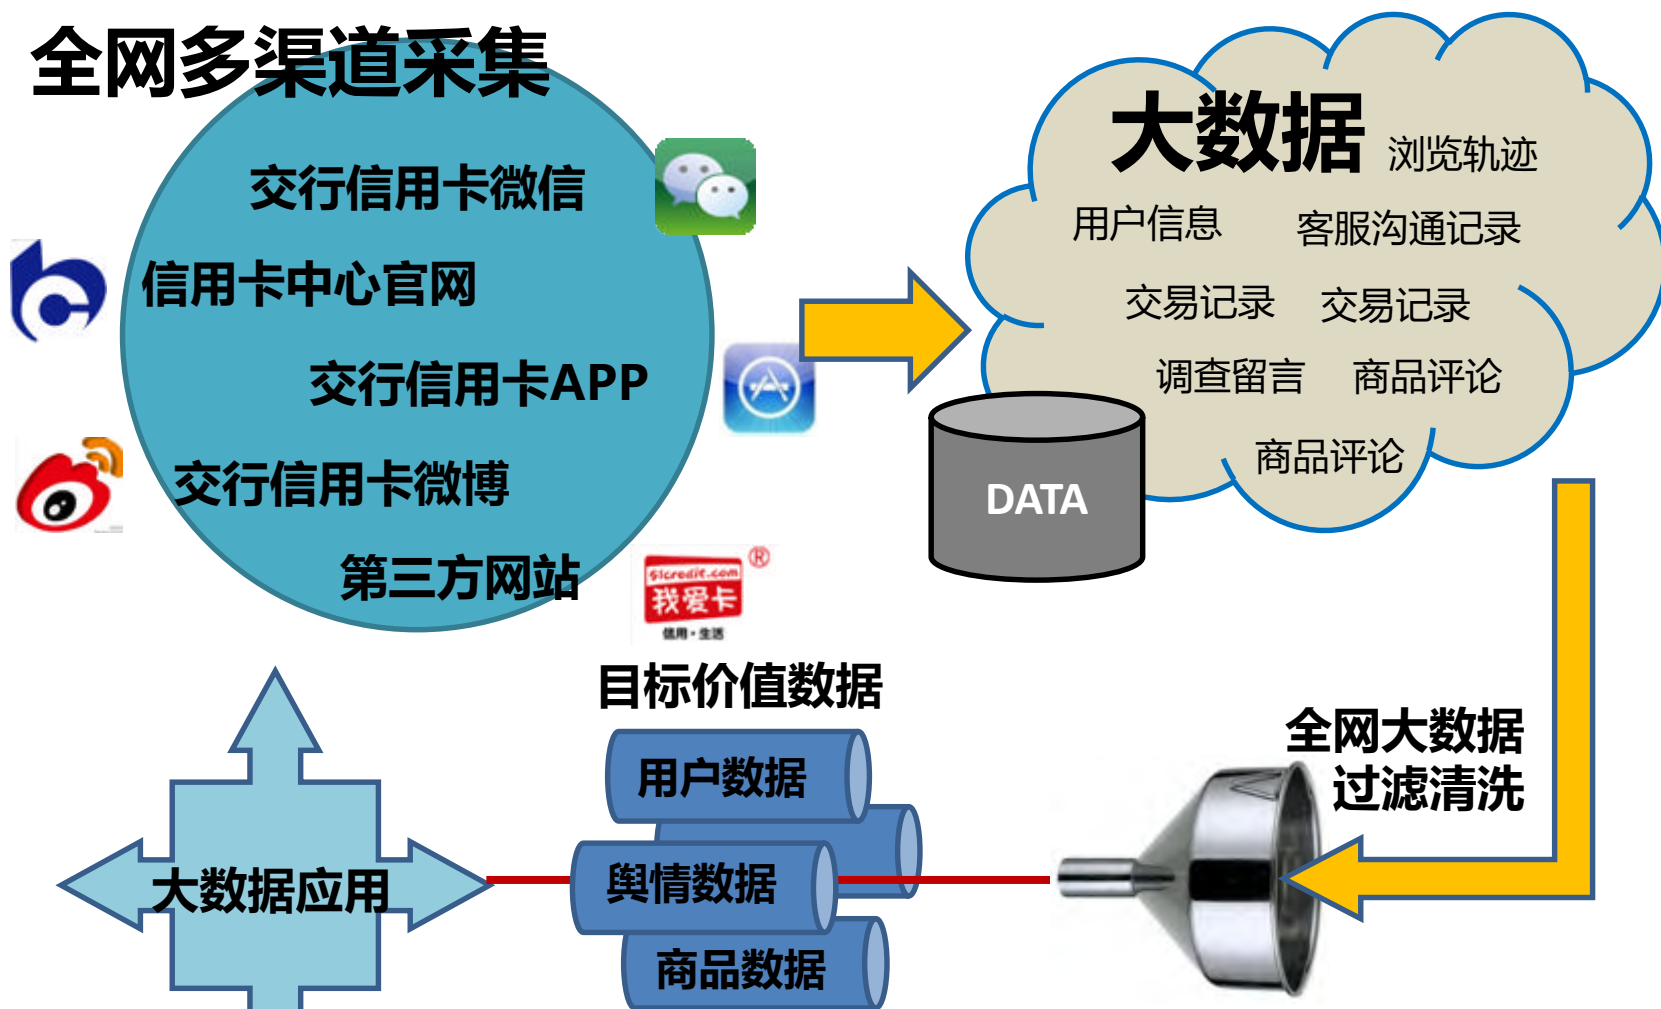 全网多渠道采集
交行信用卡微信
信用卡中心官网
交行信用卡APP
交行信用卡微博
第三方网站
51credit.com
我爱卡
®
信用·生活
大数据
浏览轨迹
用户信息
客服沟通记录
交易记录
交易记录
调查留言
商品评论
商品评论
DATA
全网大数据
过滤清洗
目标价值数据
用户数据
舆情数据
商品数据
大数据应用